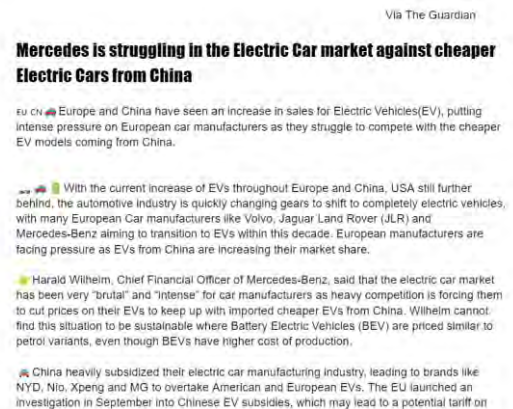 Via The Guardian
Mercedes is struggling in the Electric Car market against cheaper
Electric Cars from China
EU CN 🚗 Europe and China have seen an increase in sales for Electric Vehicles(EV), putting
intense pressure on European car manufacturers as they struggle to compete with the cheaper
EV models coming from China.
🚗 🔋 With the current increase of EVs throughout Europe and China, USA still further
behind, the automotive industry is quickly changing gears to shift to completely electric vehicles,
with many European Car manufacturers like Volvo, Jaguar Land Rover (JLR) and
Mercedes-Benz aiming to transition to EVs within this decade. European manufacturers are
facing pressure as EVs from China are increasing their market share.
Harald Wilhelm, Chief Financial Officer of Mercedes-Benz, said that the electric car market
has been very "brutal" and "intense" for car manufacturers as heavy competition is forcing them
to cut prices on their EVs to keep up with imported cheaper EVs from China. Wilhelm cannot
find this situation to be sustainable where Battery Electric Vehicles (BEV) are priced similar to
petrol variants, even though BEVs have higher cost of production.
🚘 China heavily subsidized their electric car manufacturing industry, leading to brands like
NYD, Nio, Xpeng and MG to overtake American and European EVs. The EU launched an
investigation in September into Chinese EV subsidies, which may lead to a potential tariff on